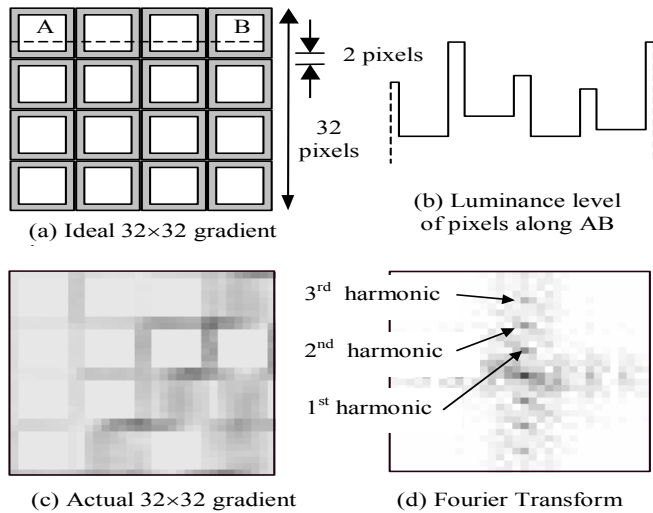 A B
2 pixels
32
pixels
(a) Ideal 32×32 gradient
(b) Luminance level
of pixels along AB
3rd harmonic
2nd harmonic
1st harmonic
(c) Actual 32×32 gradient
(d) Fourier Transform